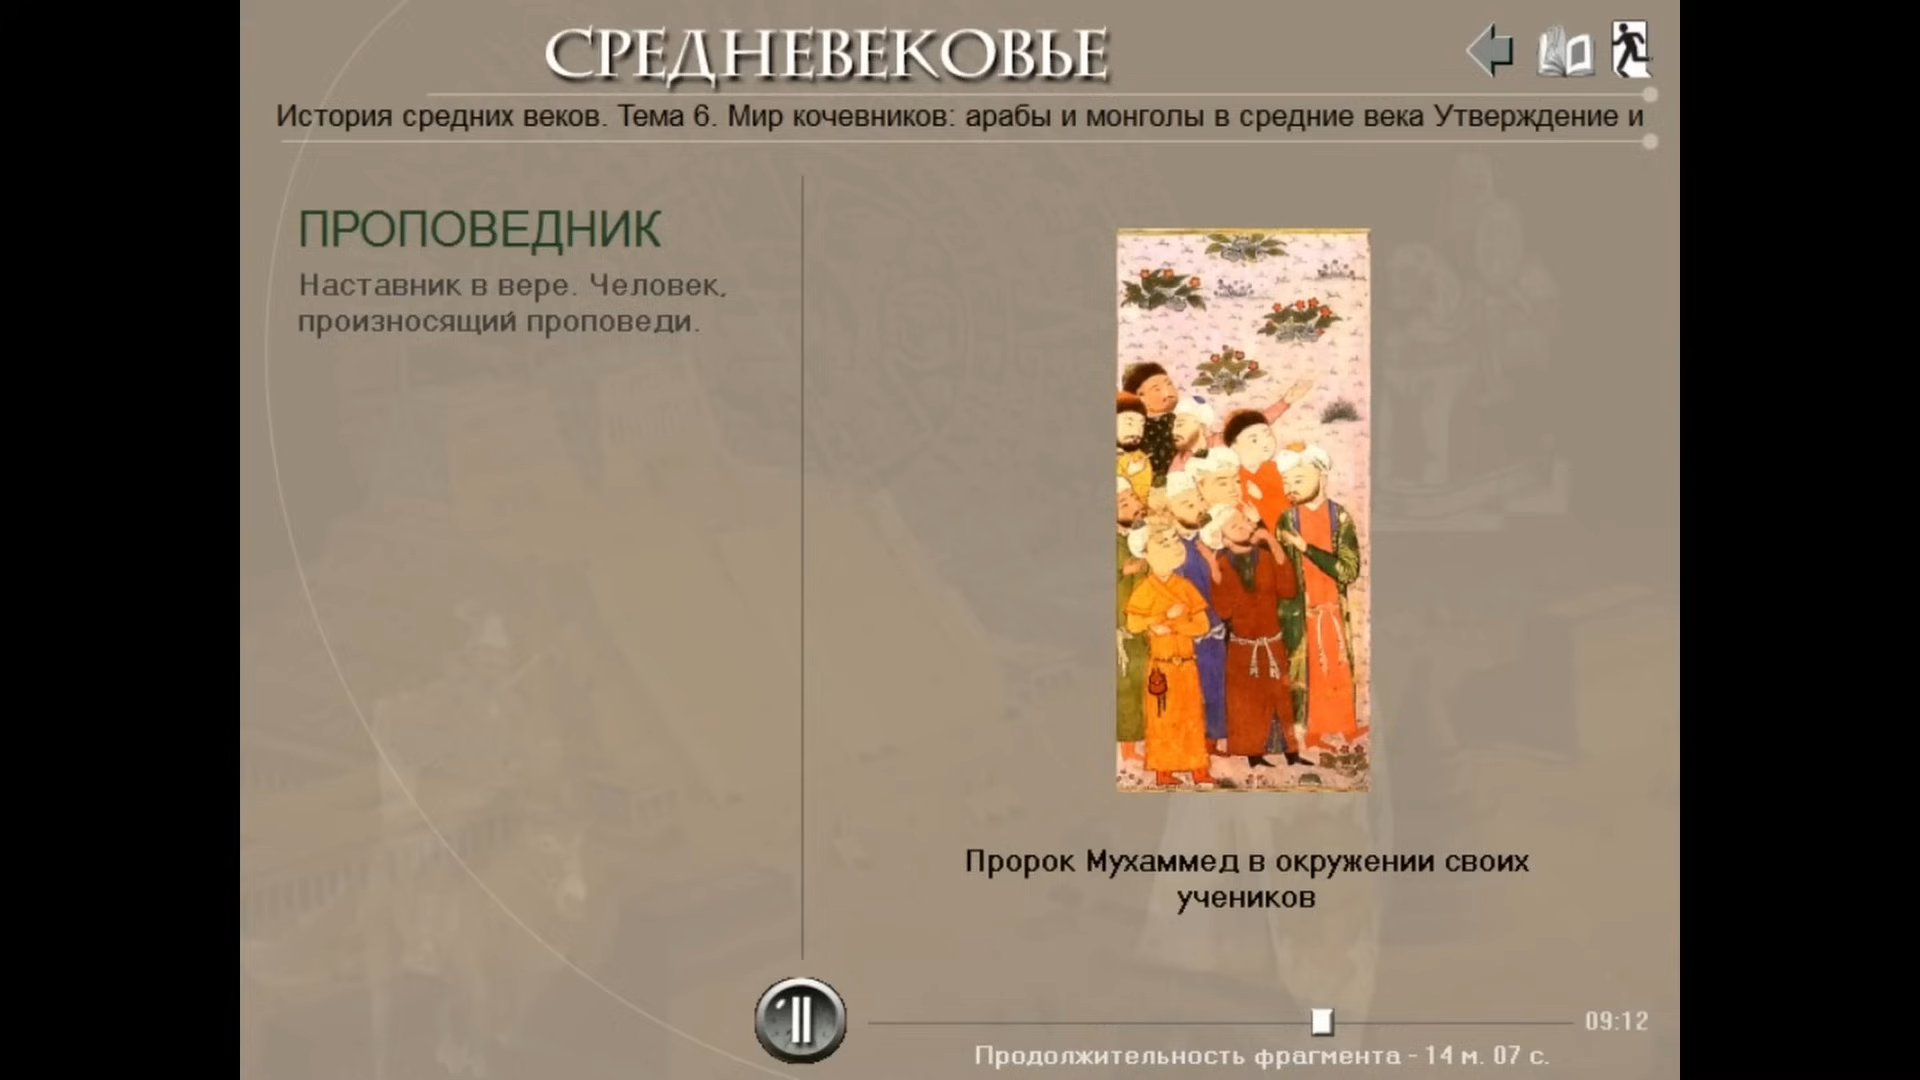 СРЕДНЕВЕКОВЬЕ
История средних веков. Тема 6. Мир кочевников: арабы и монголы в средние века Утверждение и
ПРОПОВЕДНИК
Наставник в вере. Человек,
произносящий проповеди.
Пророк Мухаммед в окружении своих
учеников
09:12
Продолжительность фрагмента - 14 м. 07 с.